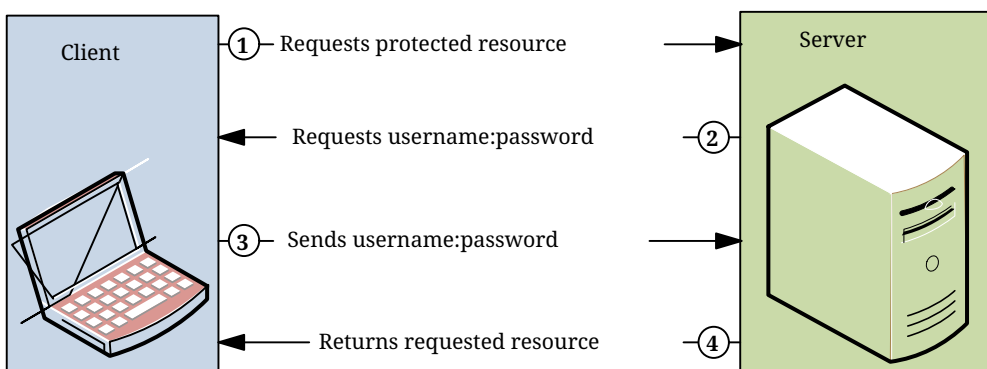 Client
Server
1 Requests protected resource
Requests username:password 2
3 Sends username:password
Returns requested resource 4